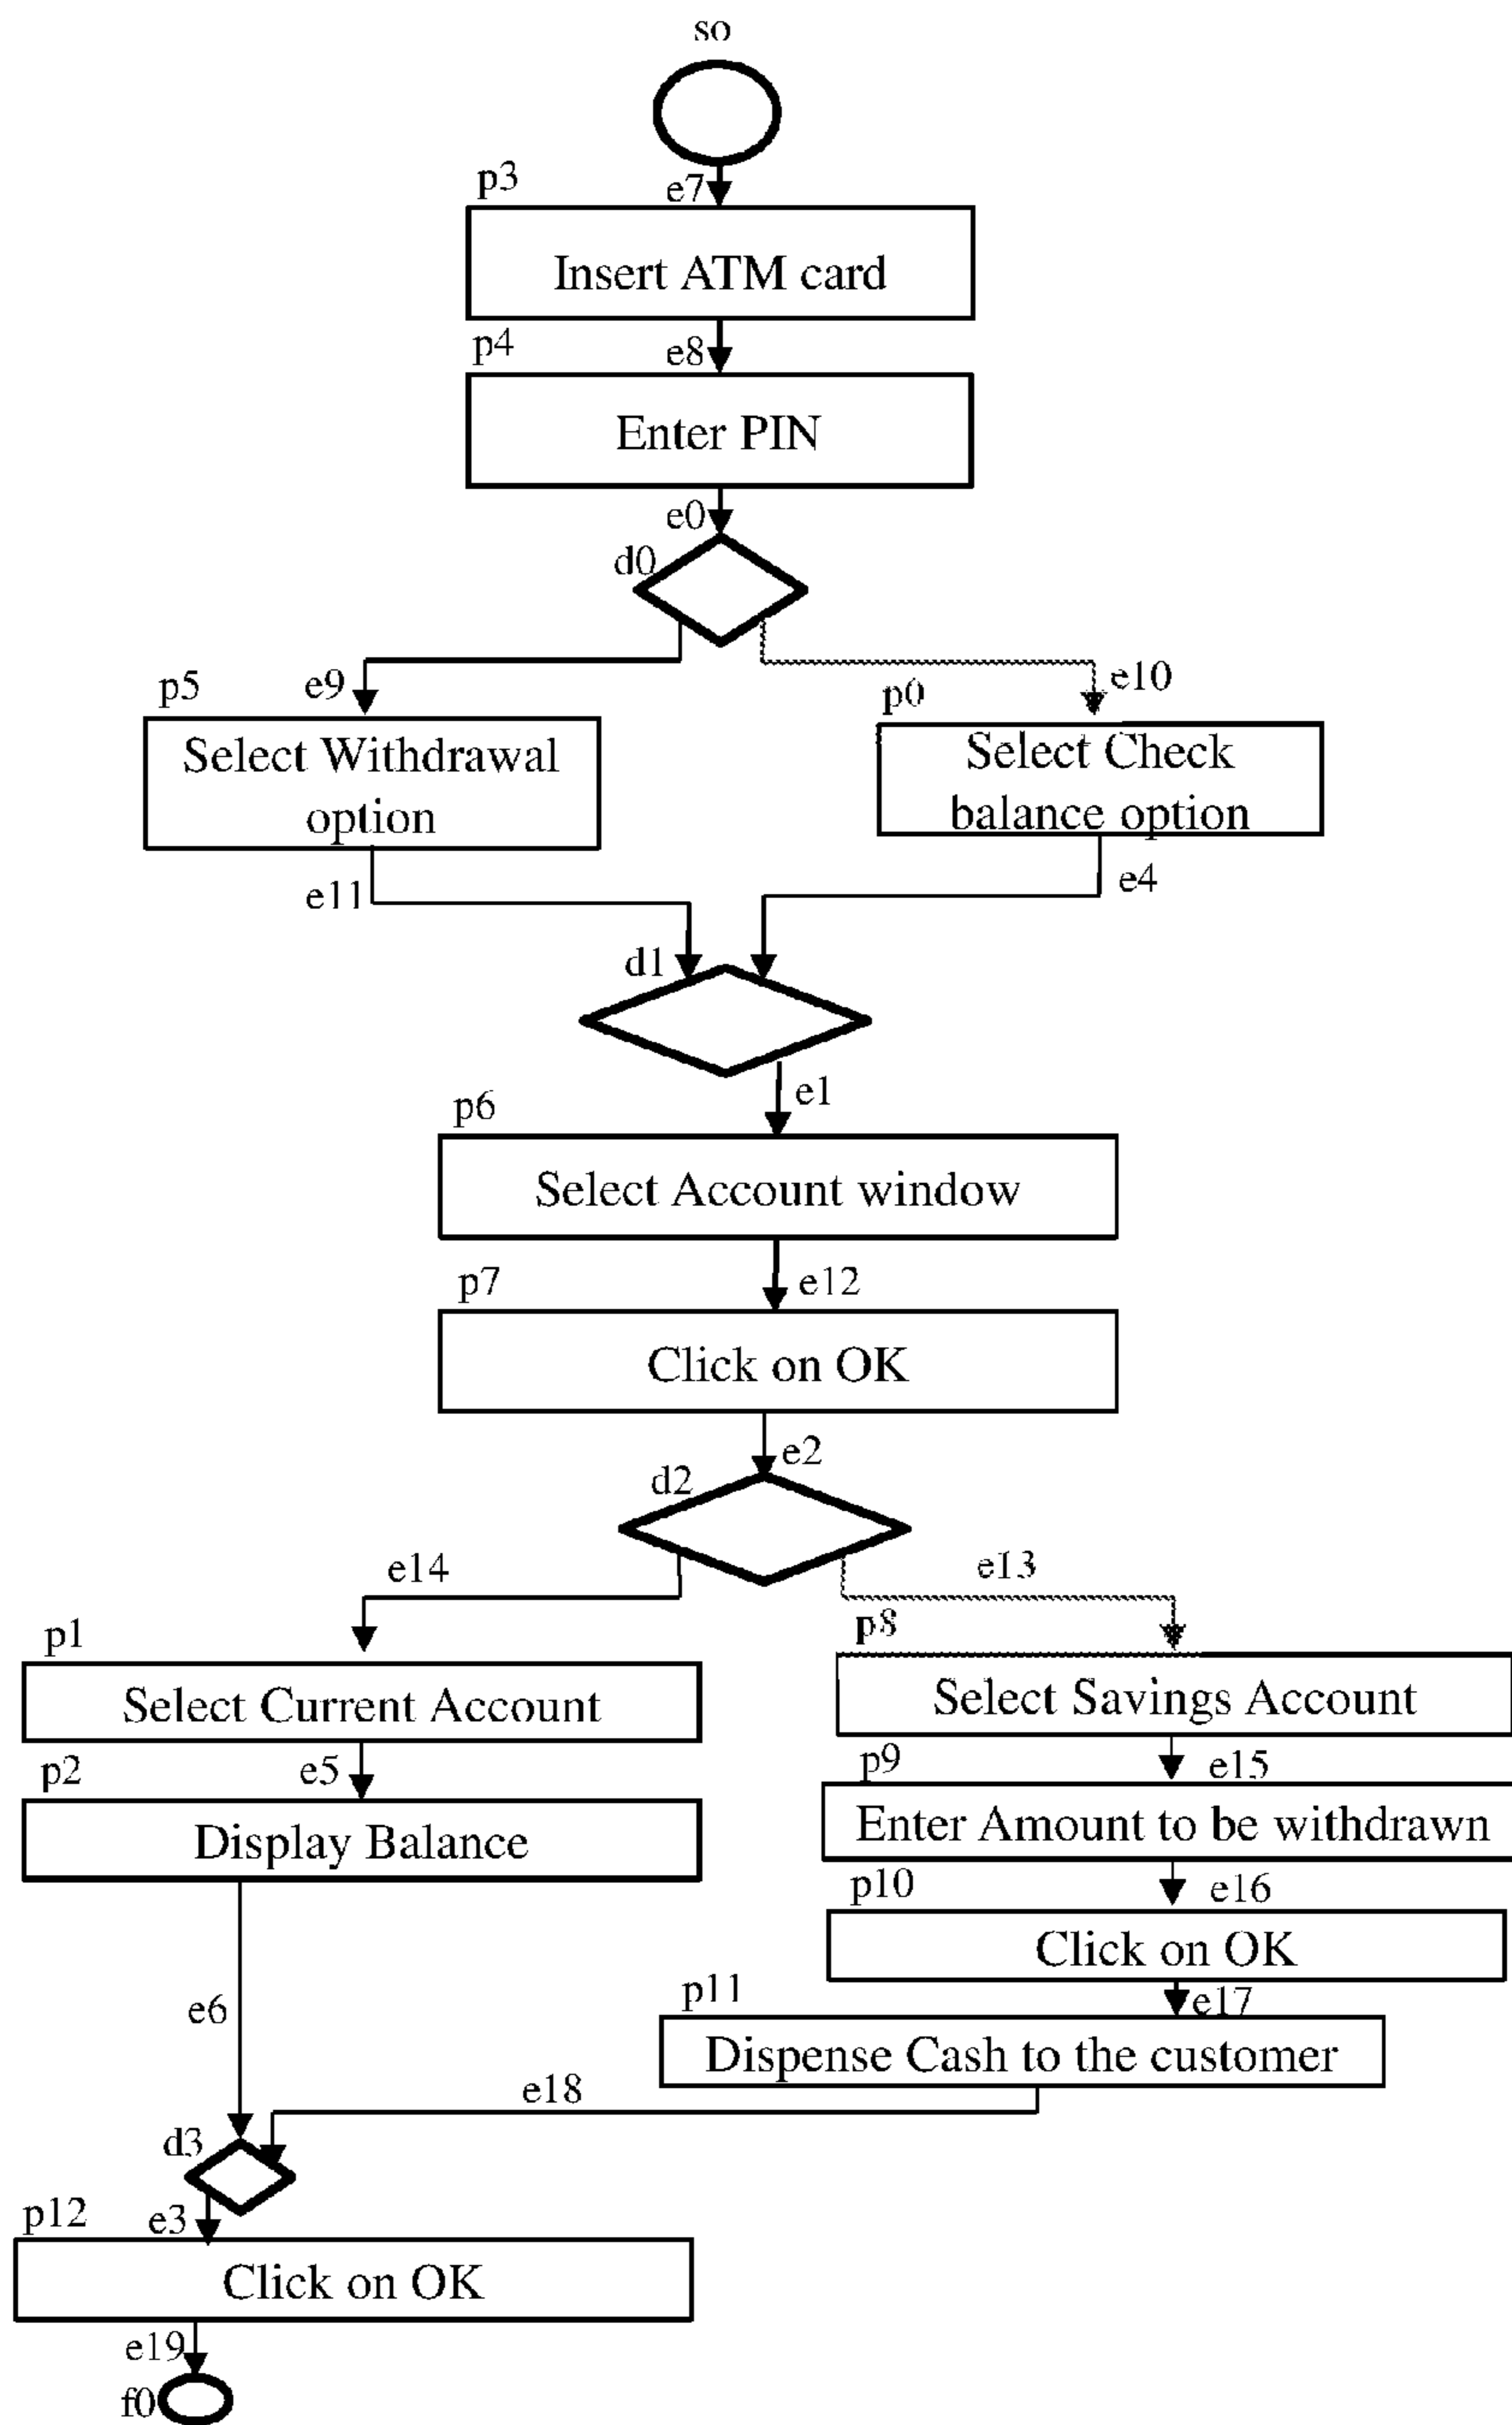 so
p3
e7
Insert ATM card
p4
e8
Enter PIN
e0
d0
p5
e9
p0
e10
Select Withdrawal
option
Select Check
balance option
e11
e4
d1
e1
p6
Select Account window
p7
e12
Click on OK
e2
d2
e14
e13
p1
p8
Select Current Account
Select Savings Account
p2
e5
p9
e15
Display Balance
Enter Amount to be withdrawn
p10
e16
Click on OK
p11
e17
e6
Dispense Cash to the customer
e18
d3
p12
e3
Click on OK
e19
f0